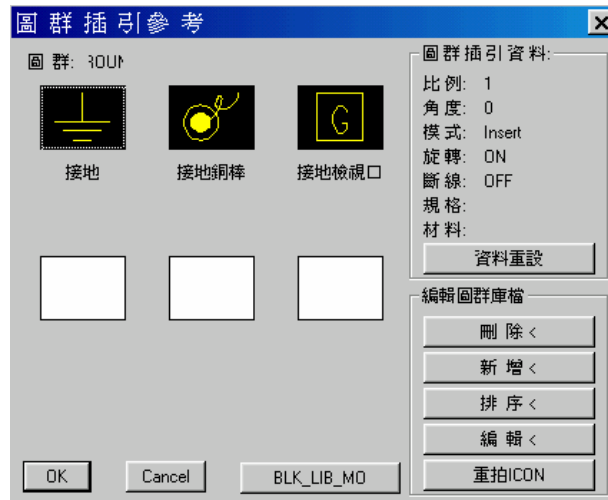 圖群插引參考
圖 群:
G
接地 接地銅棒 接地檢視口
OK Cancel BLK_LIB_MO
圖群插引資料:
比例: 1
角度: 0
模式: Insert
旋轉: ON
斷線: OFF
規格:
材料:
資料重設
編輯圖群庫檔
刪 除 <
新 增 <
排 序 <
編 輯 <
重拍ICON